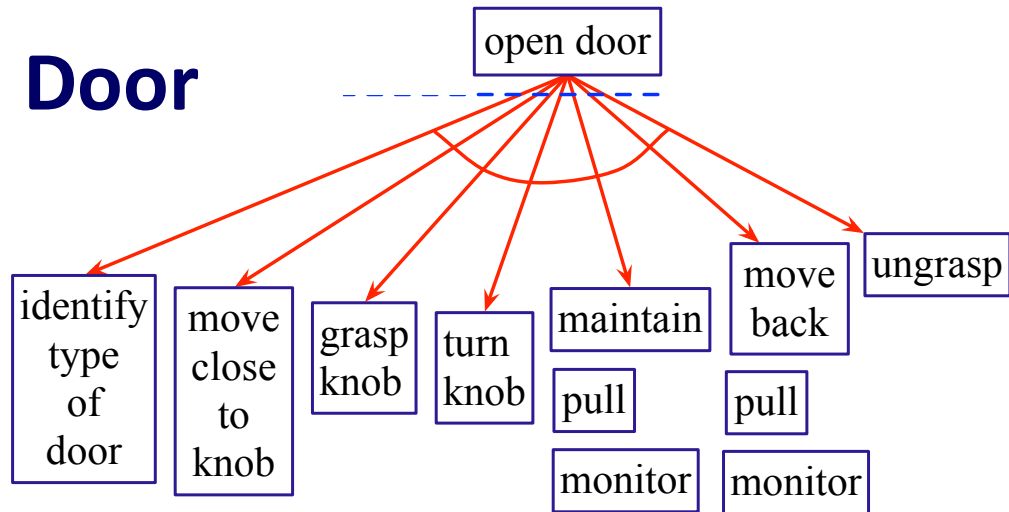 open door
Door
identify
type
of
door
move
close
to
knob
grasp
knob
turn
knob
maintain
pull
monitor
move
back
pull
monitor
ungrasp